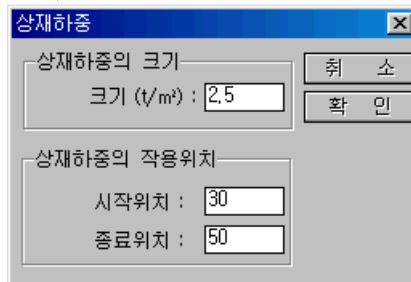 상재하중
상재하중의 크기
크기 (t/m²) : 2.5
취 소
확 인
상재하중의 작용위치
시작위치 : 30
종료위치 : 50